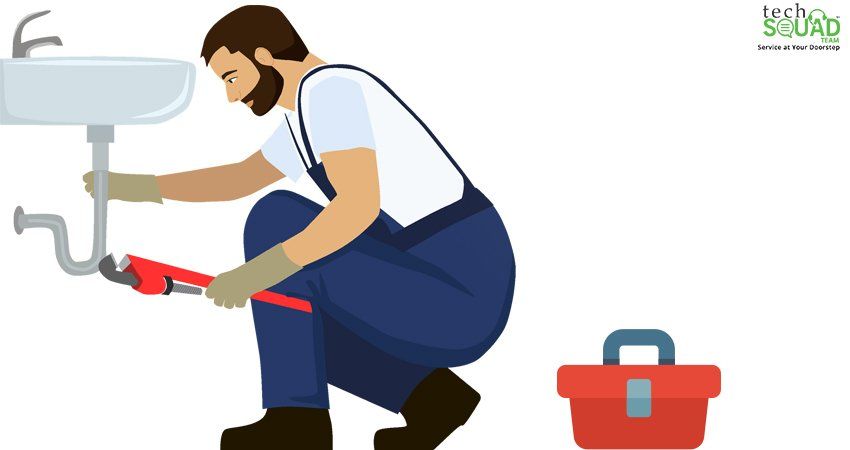 tech
SQUAD
TEAM
Service at Your Doorstep